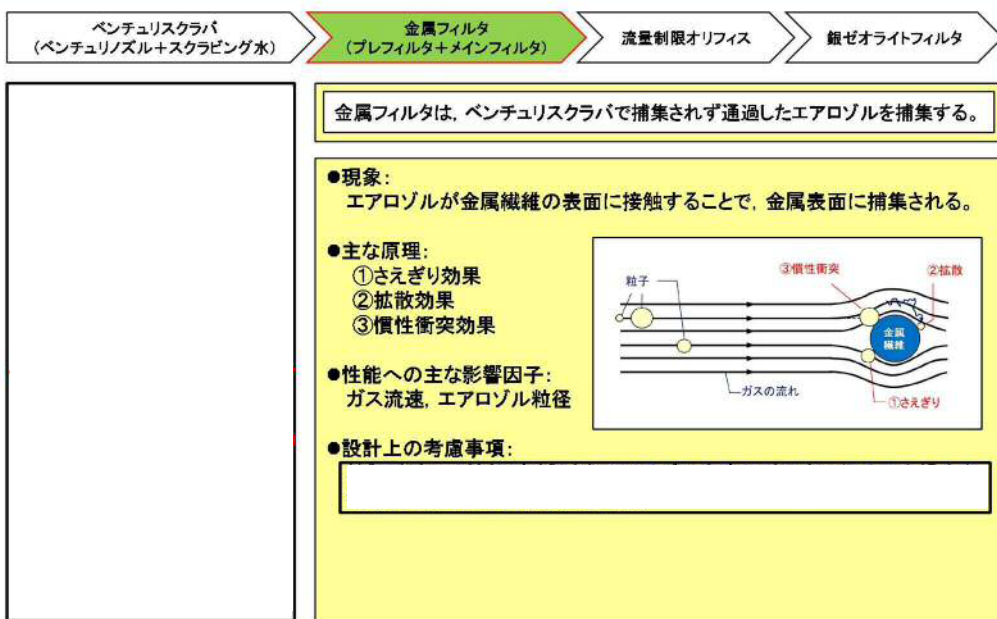 ベンチュリスクラバ
（ベンチュリノズル＋スクラビング水）
金属フィルタ
（プレフィルタ＋メインフィルタ）
流量制限オリフィス
銀ゼオライトフィルタ
金属フィルタは，ベンチュリスクラバで捕集されず通過したエアロゾルを捕集する。
●現象：
エアロゾルが金属繊維の表面に接触することで，金属表面に捕集される。
●主な原理：
①さえぎり効果
②拡散効果
③慣性衝突効果
●性能への主な影響因子：
ガス流速，エアロゾル粒径
●設計上の考慮事項：
粒子
③慣性衝突
②拡散
金属
繊維
ガスの流れ
①さえぎり